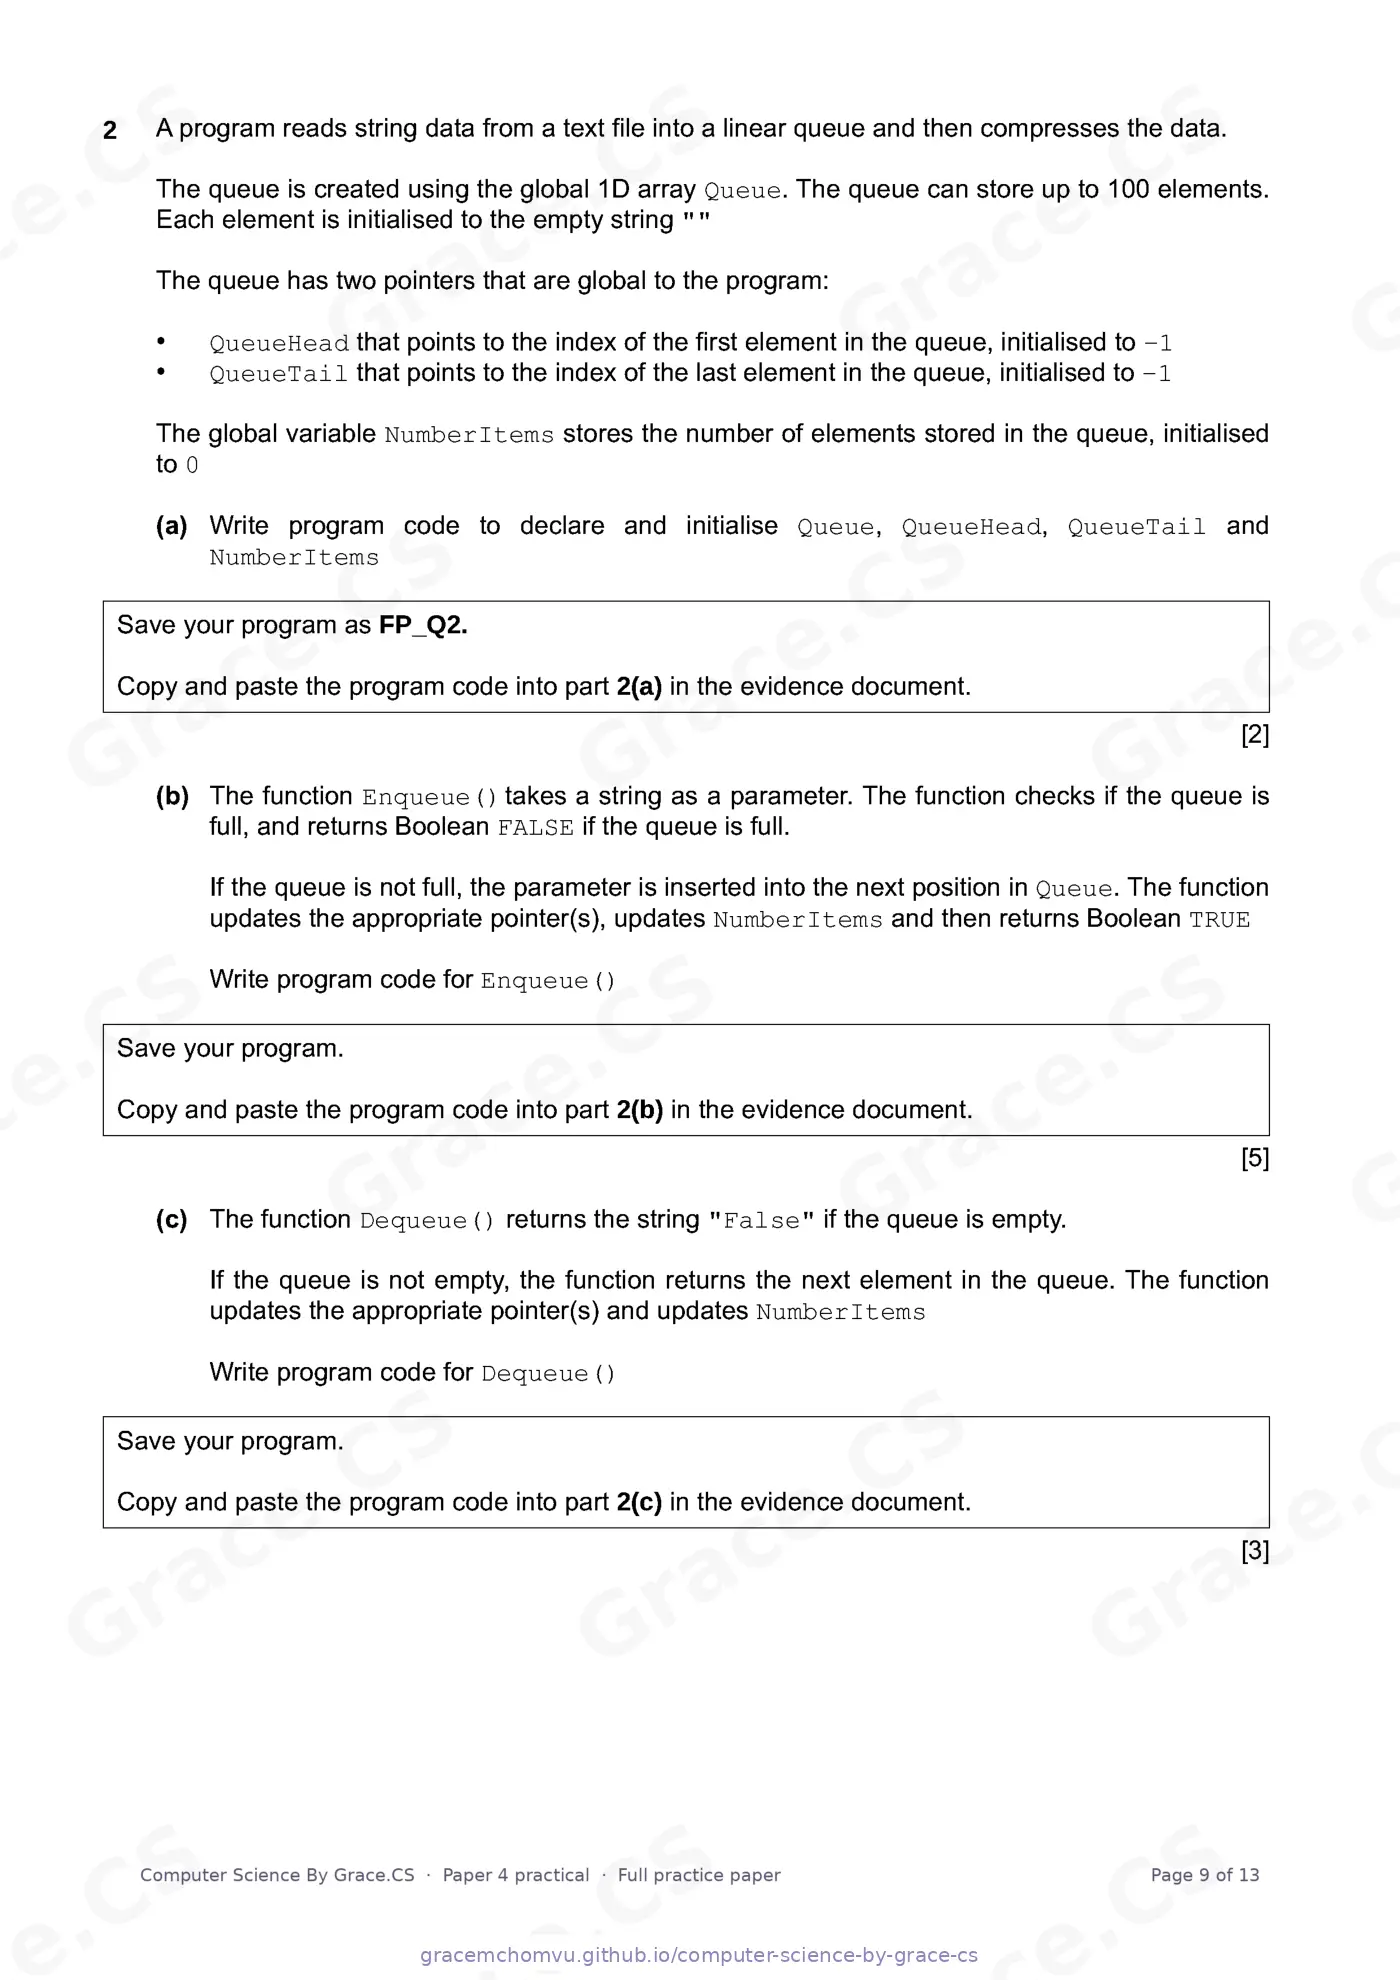 2 A program reads string data from a text file into a linear queue and then compresses the data.
The queue is created using the global 1D array Queue. The queue can store up to 100 elements.
Each element is initialised to the empty string ""
The queue has two pointers that are global to the program:
• QueueHead that points to the index of the first element in the queue, initialised to -1
• QueueTail that points to the index of the last element in the queue, initialised to -1
The global variable NumberItems stores the number of elements stored in the queue, initialised
to 0
(a) Write program code to declare and initialise Queue, QueueHead, QueueTail and
NumberItems
Save your program as FP_Q2.
Copy and paste the program code into part 2(a) in the evidence document.
[2]
(b) The function Enqueue() takes a string as a parameter. The function checks if the queue is
full, and returns Boolean FALSE if the queue is full.
If the queue is not full, the parameter is inserted into the next position in Queue. The function
updates the appropriate pointer(s), updates NumberItems and then returns Boolean TRUE
Write program code for Enqueue()
Save your program.
Copy and paste the program code into part 2(b) in the evidence document.
[5]
(c) The function Dequeue() returns the string "False" if the queue is empty.
If the queue is not empty, the function returns the next element in the queue. The function
updates the appropriate pointer(s) and updates NumberItems
Write program code for Dequeue()
Save your program.
Copy and paste the program code into part 2(c) in the evidence document.
[3]
Computer Science By Grace.CS · Paper 4 practical · Full practice paper Page 9 of 13
gracemchomvu.github.io/computer-science-by-grace-cs